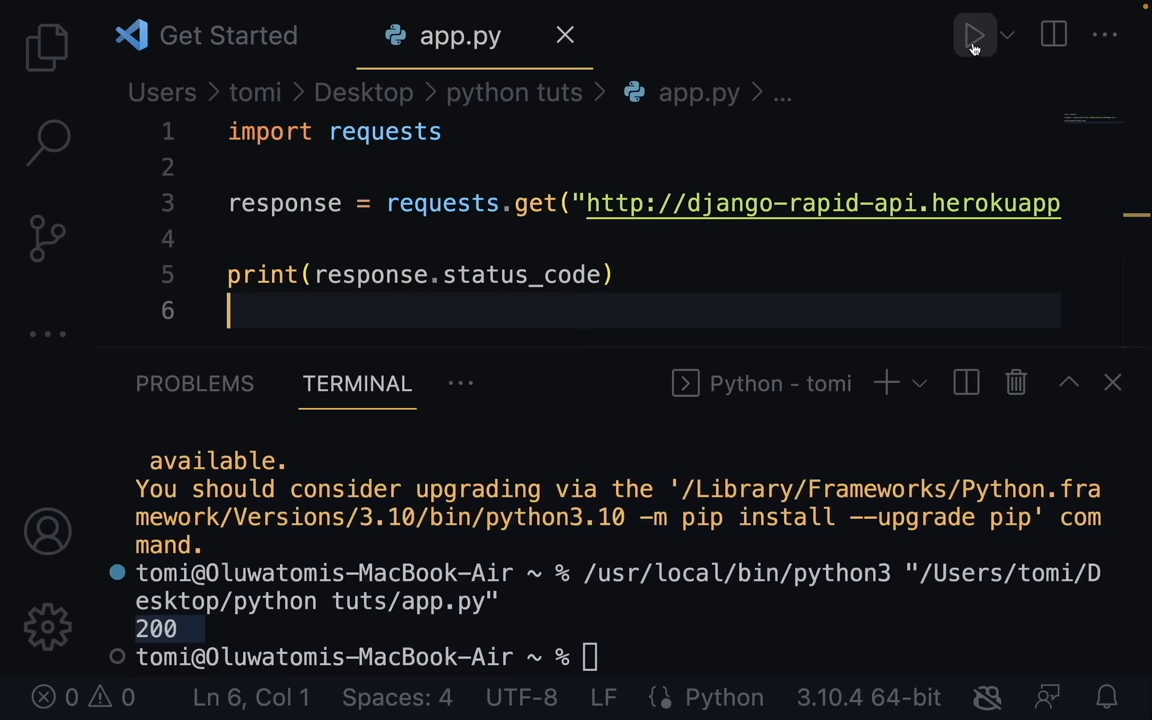 Get Started
app.py
Users > tomi > Desktop > python tuts > app.py > ...
1 import requests
2
3 response = requests.get("http://django-rapid-api.herokuapp
4
5 print(response.status_code)
6
PROBLEMS TERMINAL ... Python - tomi
available.
You should consider upgrading via the '/Library/Frameworks/Python.fra
mework/Versions/3.10/bin/python3.10 -m pip install --upgrade pip' com
mand.
tomi@Oluwatomis-MacBook-Air ~ % /usr/local/bin/python3 "/Users/tomi/D
esktop/python tuts/app.py"
200
tomi@Oluwatomis-MacBook-Air ~ %
0 0 Ln 6, Col 1 Spaces: 4 UTF-8 LF Python 3.10.4 64-bit